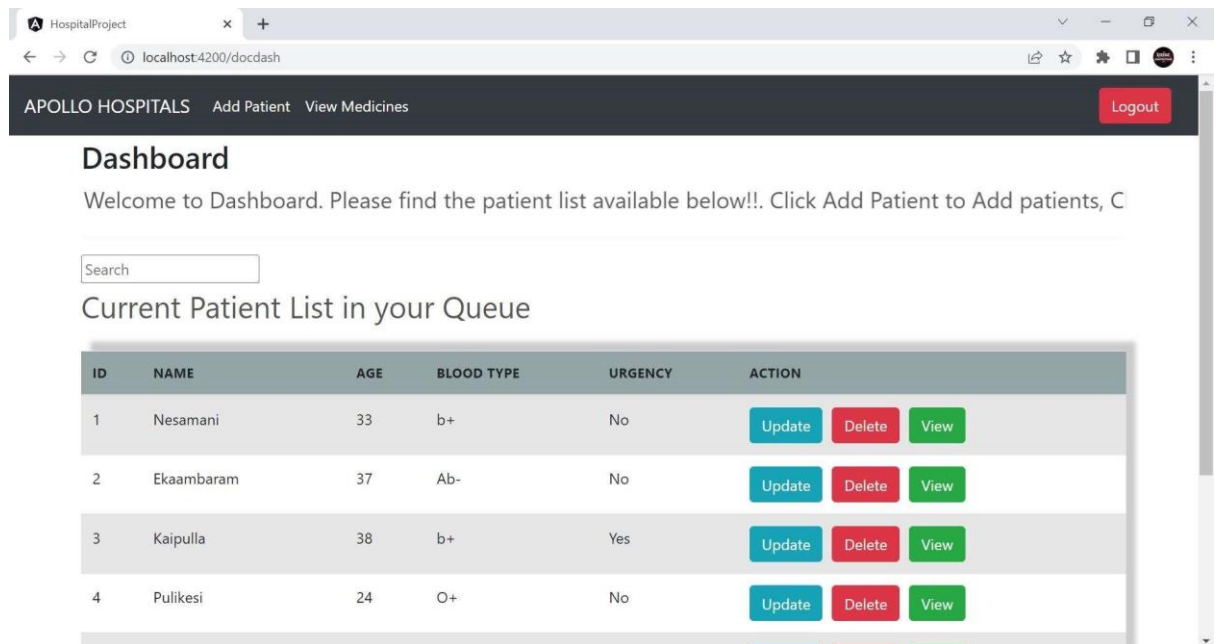 HospitalProject
localhost:4200/docdash
APOLLO HOSPITALS Add Patient View Medicines Logout
Dashboard
Welcome to Dashboard. Please find the patient list available below!!. Click Add Patient to Add patients, C
Search
Current Patient List in your Queue
ID NAME AGE BLOOD TYPE URGENCY ACTION
1 Nesamani 33 b+ No Update Delete View
2 Ekaambaram 37 Ab- No Update Delete View
3 Kaipulla 38 b+ Yes Update Delete View
4 Pulikesi 24 O+ No Update Delete View